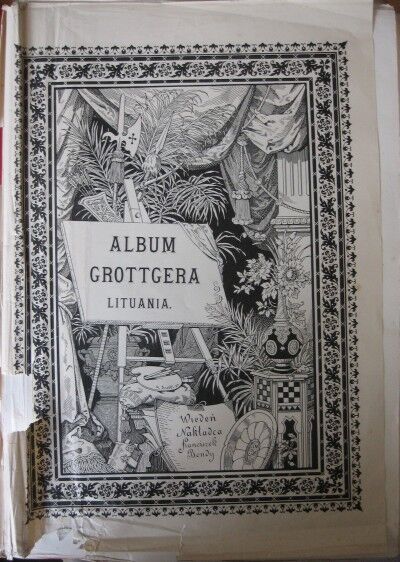 ALBUM
GROTTGERA
LITUANIA.
Wiedeń
Nakładca
Franciszek
Bondy